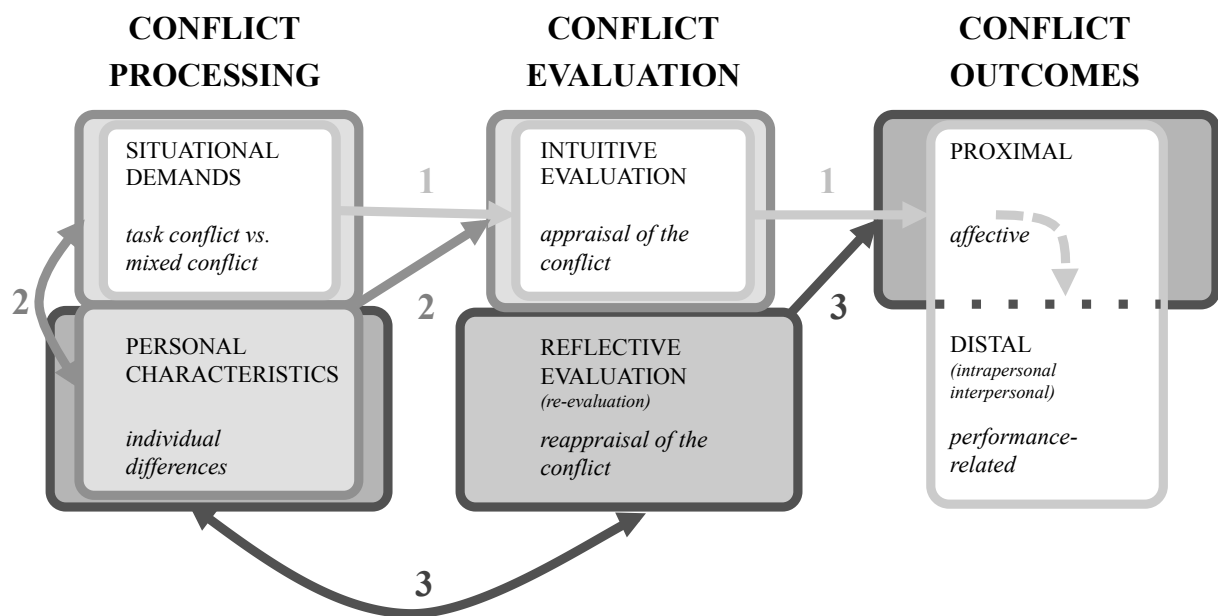 CONFLICT
PROCESSING
CONFLICT
EVALUATION
CONFLICT
OUTCOMES
SITUATIONAL
DEMANDS
task conflict vs.
mixed conflict
1
INTUITIVE
EVALUATION
appraisal of the
conflict
1
PROXIMAL
affective
2
2
3
PERSONAL
CHARACTERISTICS
individual
differences
REFLECTIVE
EVALUATION
(re-evaluation)
reappraisal of the
conflict
DISTAL
(intrapersonal
interpersonal)
performance-
related
3